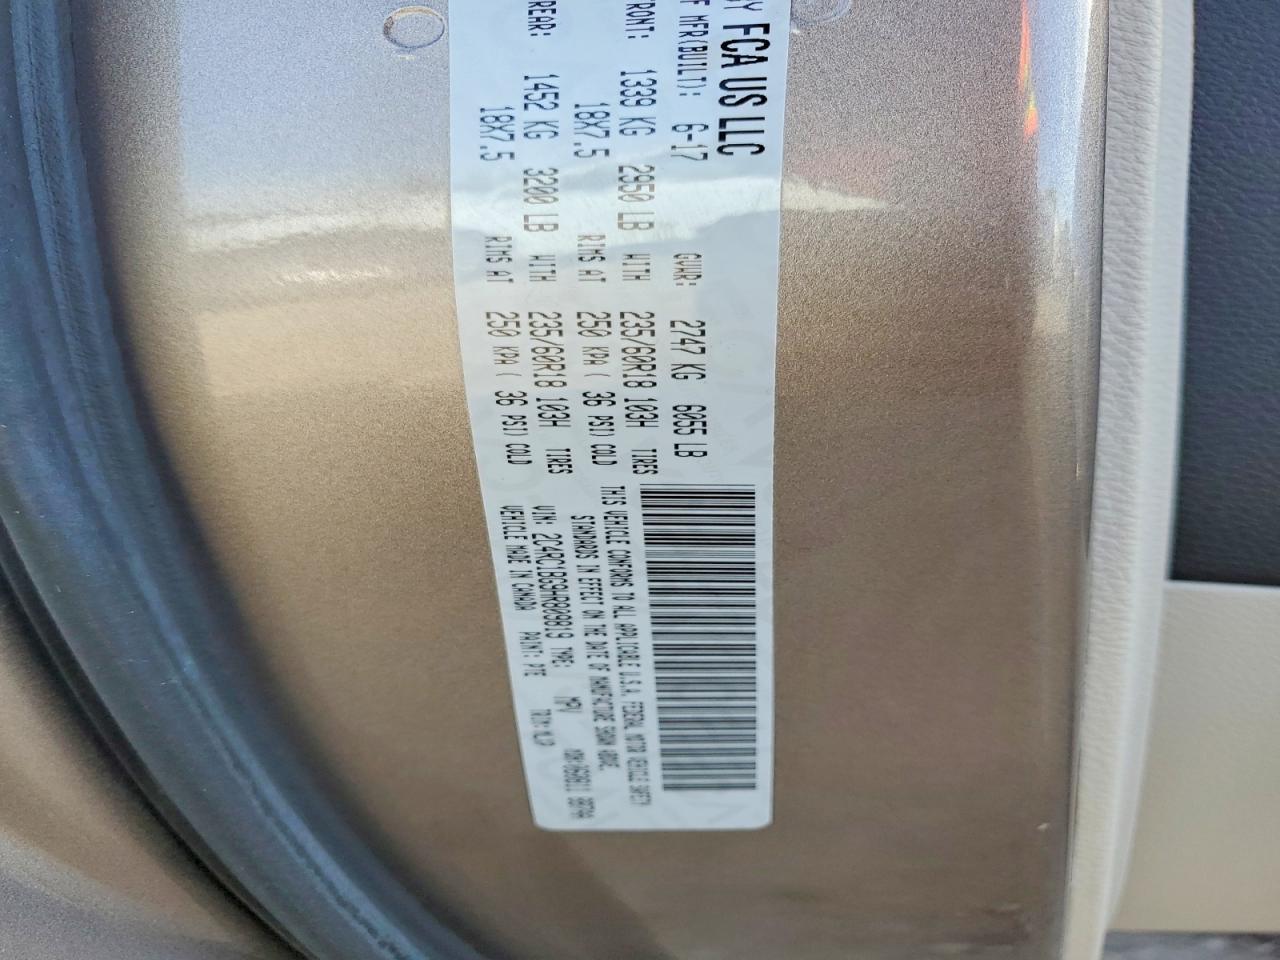 BY FCA US LLC
OF MFR(BUILT): 6-17 GVWR: 2747 KG 6055 LB
FRONT: 1339 KG 2950 LB WITH 235/60R18 103H TIRES
18X7.5 RIMS AT 250 KPA ( 36 PSI) COLD
REAR: 1452 KG 3200 LB WITH 235/60R18 103H TIRES
18X7.5 RIMS AT 250 KPA ( 36 PSI) COLD
THIS VEHICLE CONFORMS TO ALL APPLICABLE U.S.A. FEDERAL MOTOR VEHICLE SAFETY
STANDARDS IN EFFECT ON THE DATE OF MANUFACTURE SHOWN ABOVE.
VIN: 2C4RC1BG9HR809819 TYPE: MPV
VEHICLE MADE IN CANADA PAINT: PTE